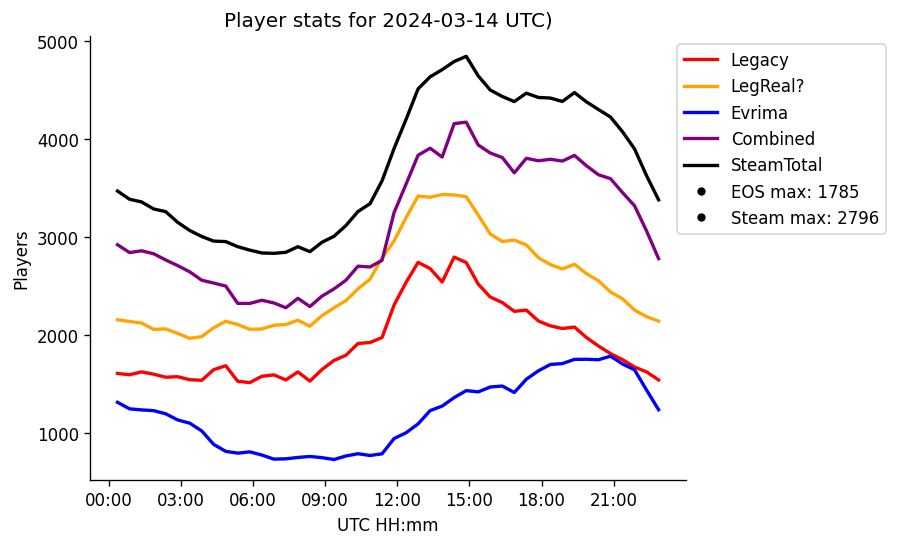 Player stats for 2024-03-14 UTC)
5000
4000
3000
2000
1000
Players
00:00 03:00 06:00 09:00 12:00 15:00 18:00 21:00
UTC HH:mm
Legacy
LegReal?
Evrima
Combined
SteamTotal
EOS max: 1785
Steam max: 2796